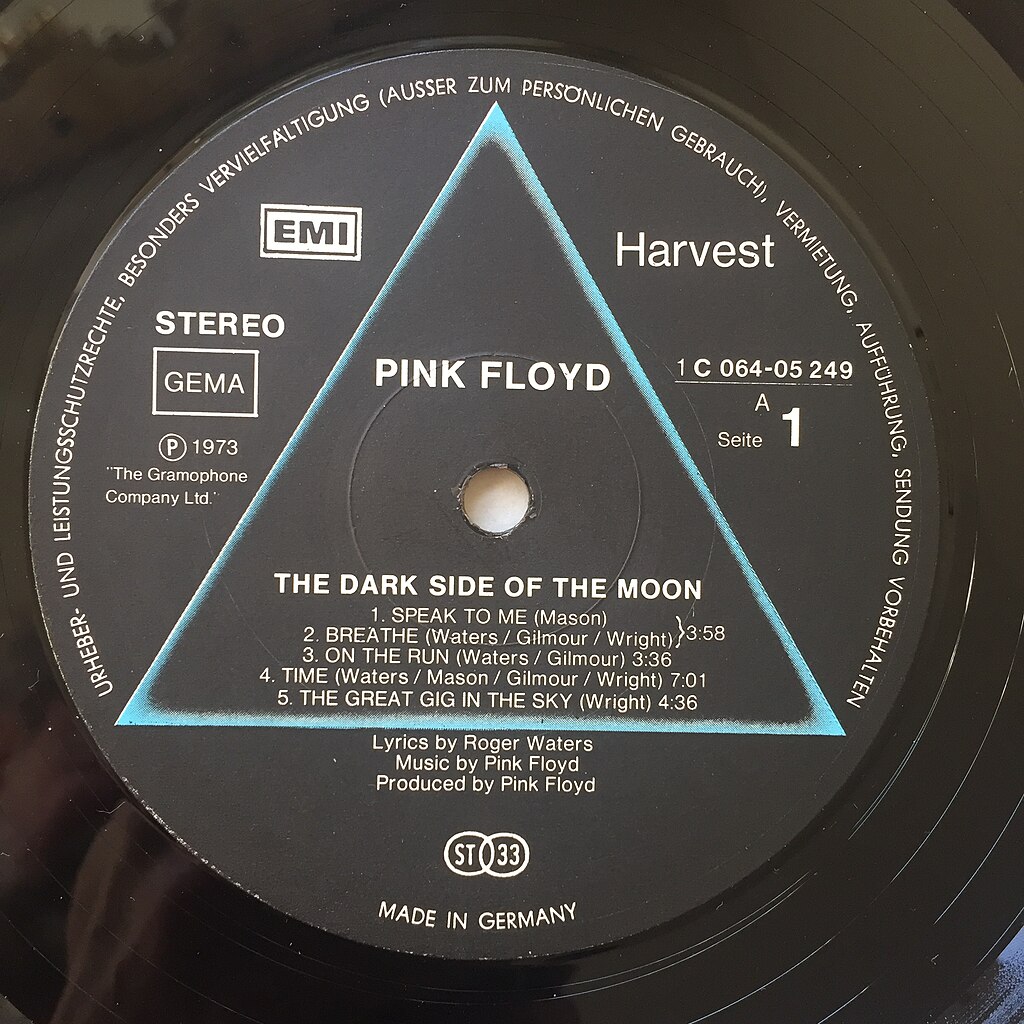 URHEBER- UND LEISTUNGSSCHUTZRECHTE, BESONDERS VERVIELFÄLTIGUNG (AUSSER ZUM PERSÖNLICHEN GEBRAUCH), VERMIETUNG, AUFFÜHRUNG, SENDUNG VORBEHALTEN
EMI
Harvest
STEREO
GEMA
Ⓟ 1973
"The Gramophone
Company Ltd."
PINK FLOYD
1 C 064-05 249
A
Seite 1
THE DARK SIDE OF THE MOON
1. SPEAK TO ME (Mason)
2. BREATHE (Waters / Gilmour / Wright) } 3:58
3. ON THE RUN (Waters / Gilmour) 3:36
4. TIME (Waters / Mason / Gilmour / Wright) 7:01
5. THE GREAT GIG IN THE SKY (Wright) 4:36
Lyrics by Roger Waters
Music by Pink Floyd
Produced by Pink Floyd
ST 33
MADE IN GERMANY